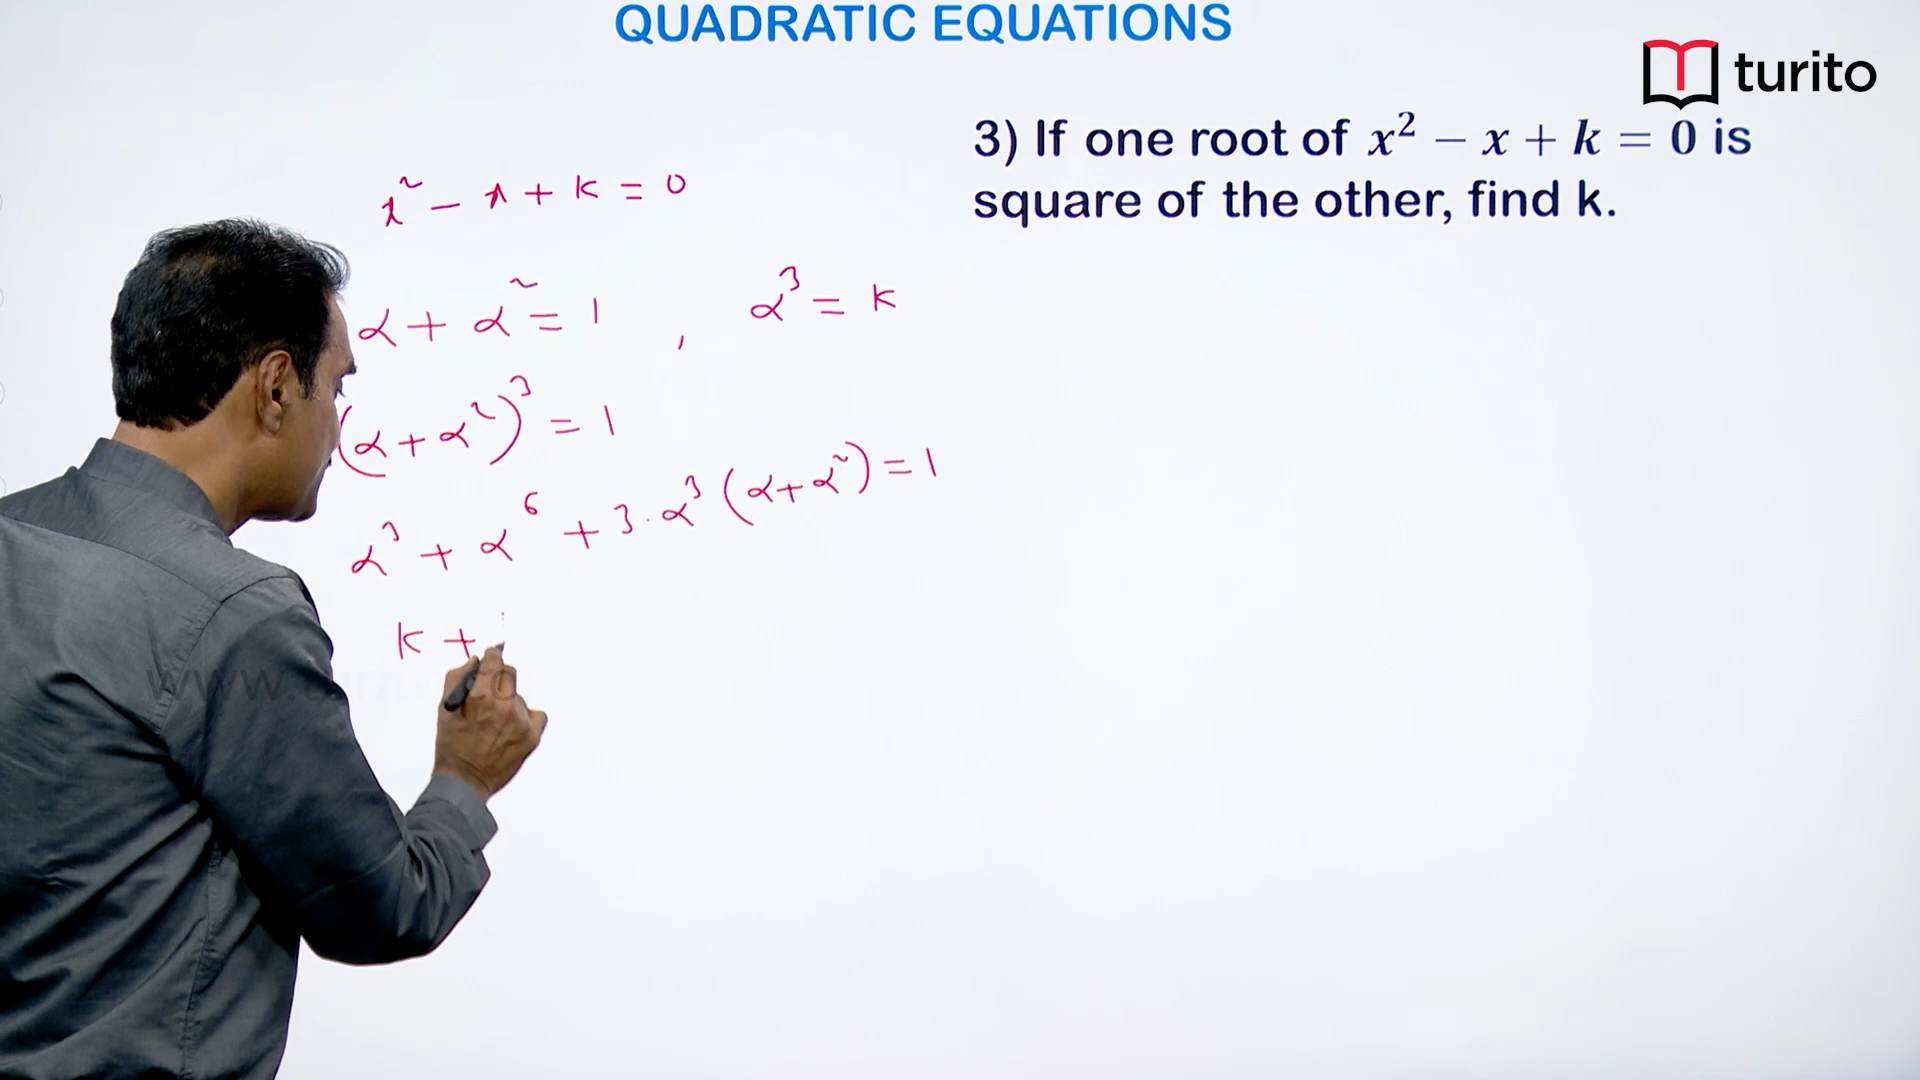 QUADRATIC EQUATIONS
turito
3) If one root of x² − x + k = 0 is
square of the other, find k.
x² − x + k = 0
α + α² = 1 , α³ = k
(α + α²)³ = 1
α³ + α⁶ + 3·α³(α + α²) = 1
k +